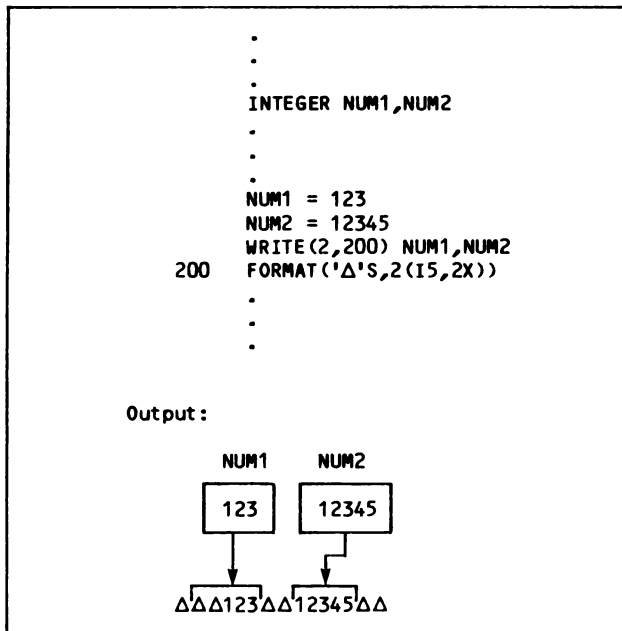 .
.
.
INTEGER NUM1,NUM2
.
.
.
NUM1 = 123
NUM2 = 12345
WRITE(2,200) NUM1,NUM2
200 FORMAT('Δ'S,2(I5,2X))
.
.
.
Output:
NUM1 NUM2
123 12345
ΔΔΔ123ΔΔ12345ΔΔ